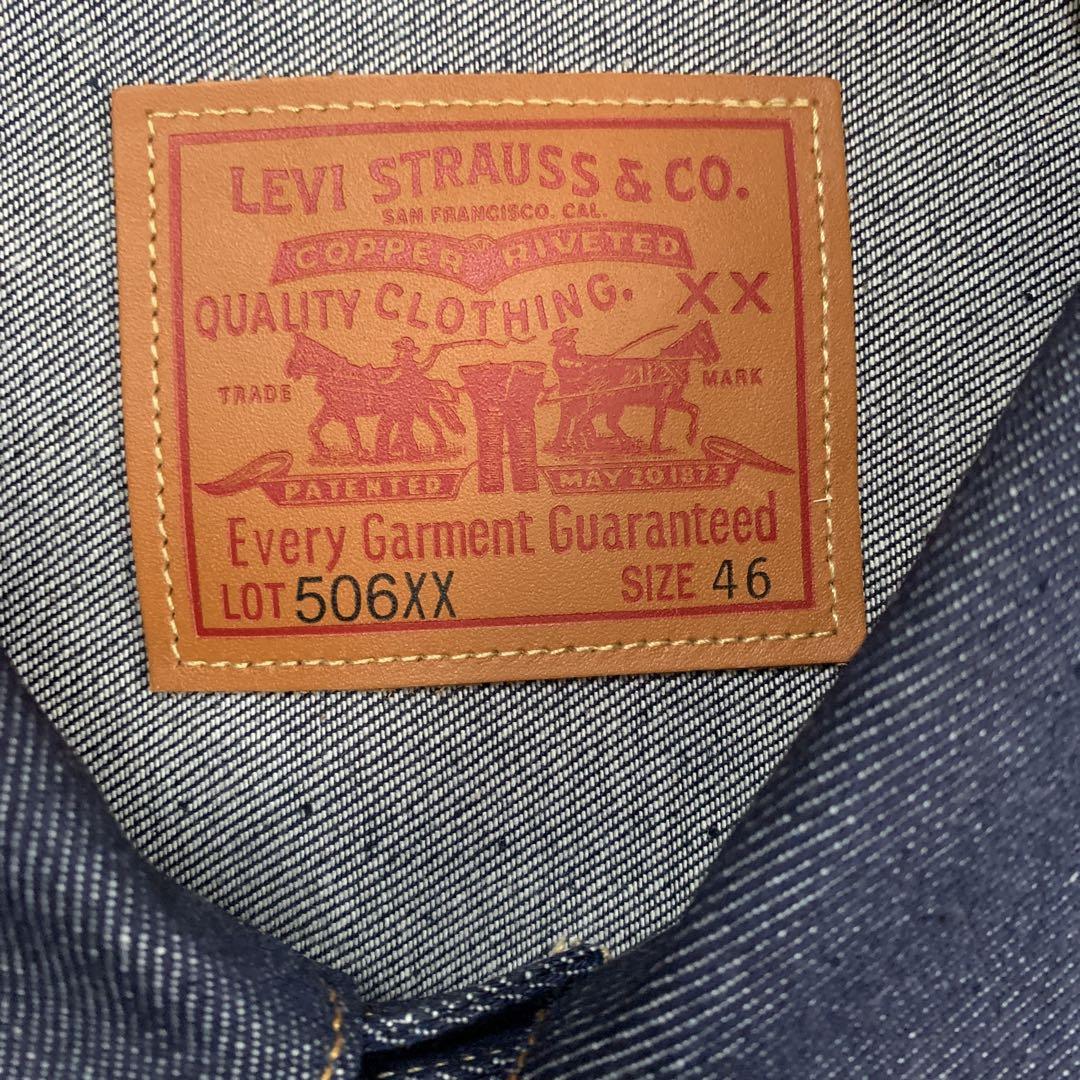 LEVI STRAUSS & CO.
SAN FRANCISCO. CAL.
COPPER RIVETED
QUALITY CLOTHING. XX
TRADE MARK
PATENTED MAY 20 1873
Every Garment Guaranteed
LOT 506XX SIZE 46